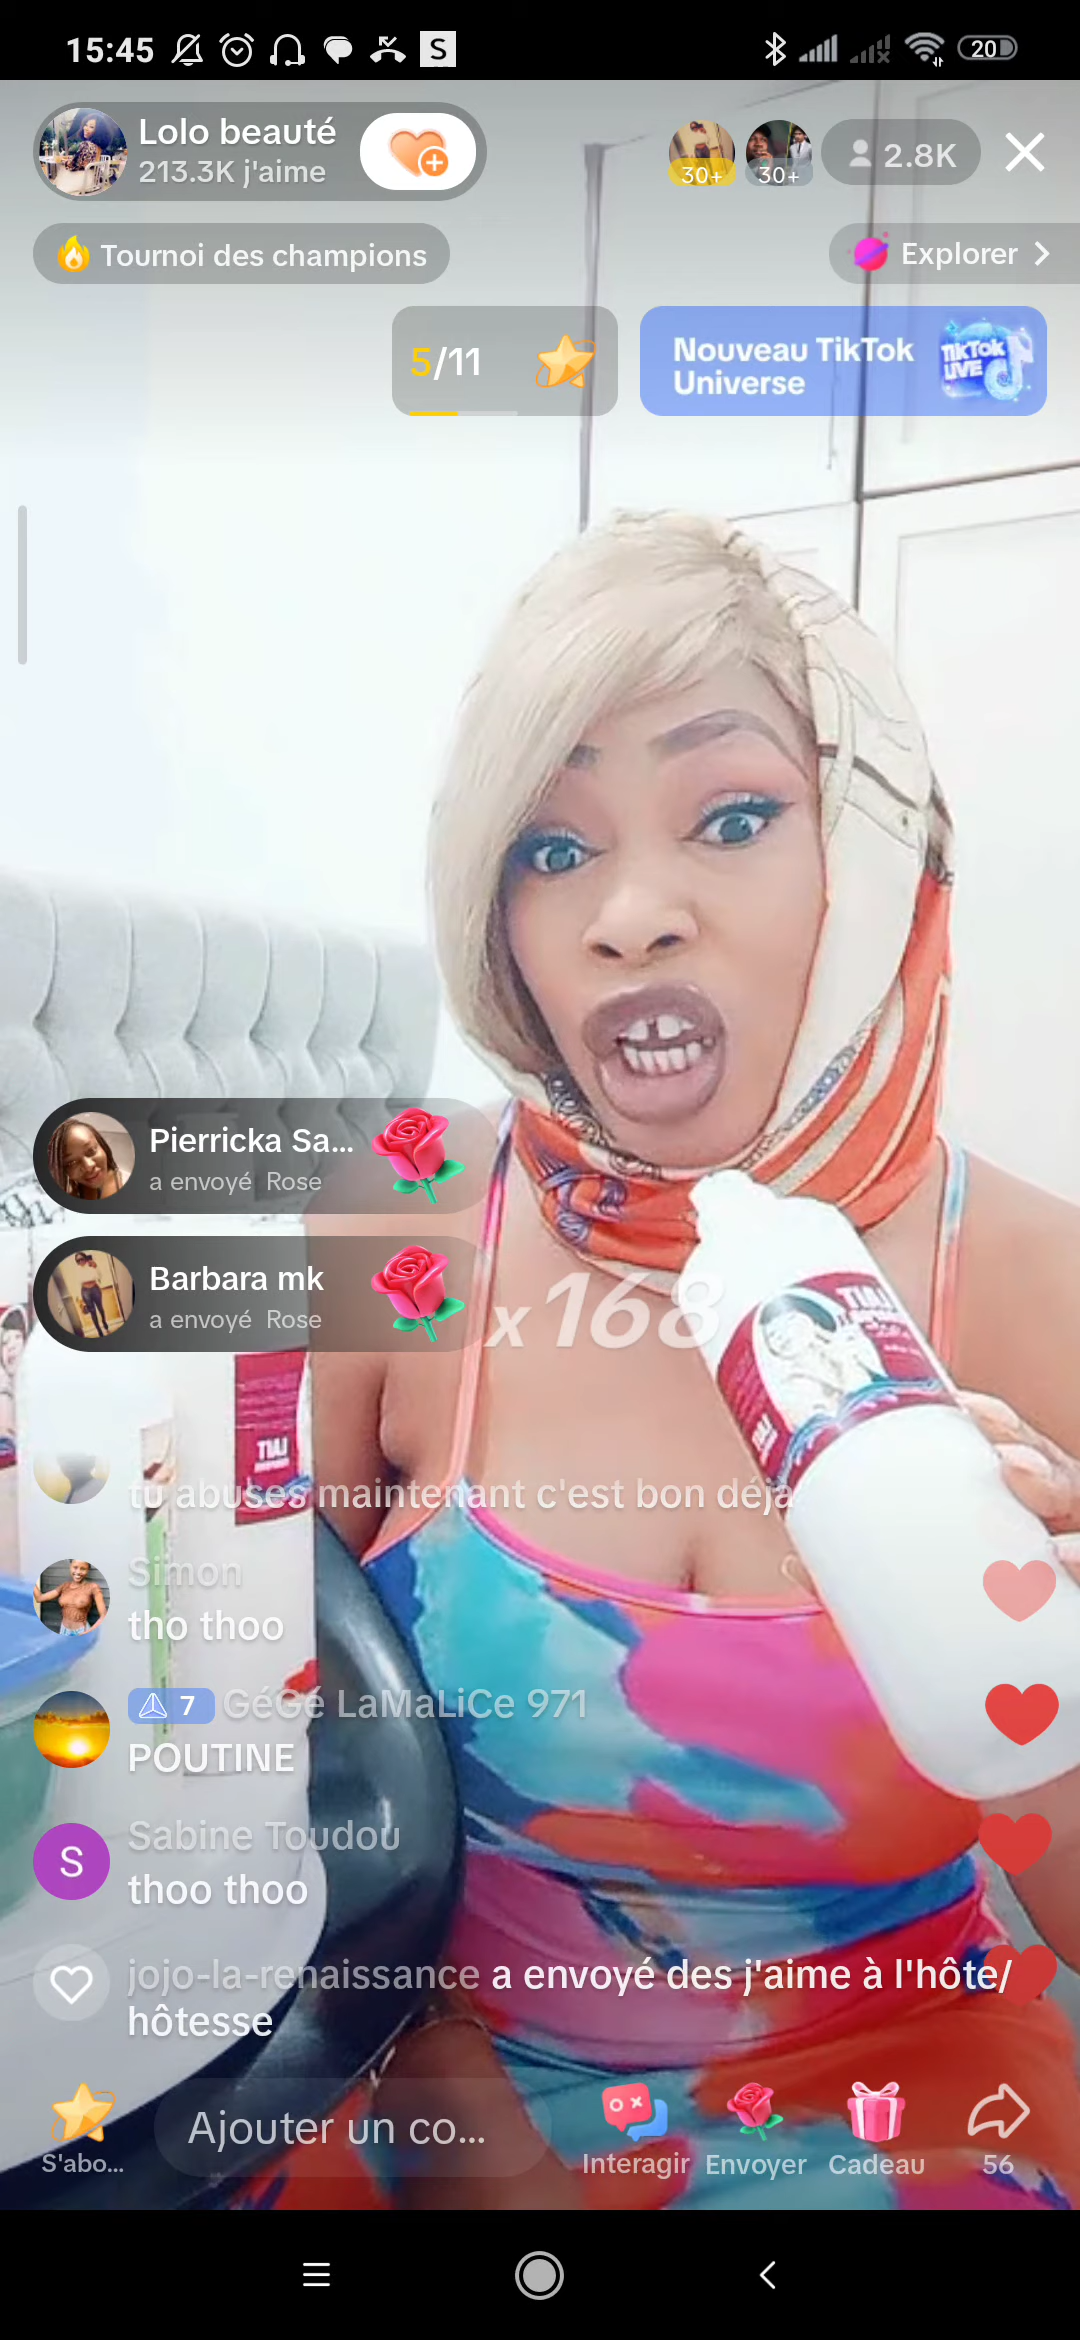 15:45
S
20
Lolo beauté
213.3K j'aime
30+
30+
2.8K
Tournoi des champions
Explorer
5/11
Nouveau TikTok
Universe
TikTok
LIVE
Pierricka Sa...
a envoyé Rose
Barbara mk
a envoyé Rose
x168
tu abuses maintenant c'est bon déjà
Simon
tho thoo
7 GéGé LaMaLiCe 971
POUTINE
S
Sabine Toudou
thoo thoo
jojo-la-renaissance a envoyé des j'aime à l'hôte/
hôtesse
S'abo...
Ajouter un co...
Interagir
Envoyer
Cadeau
56